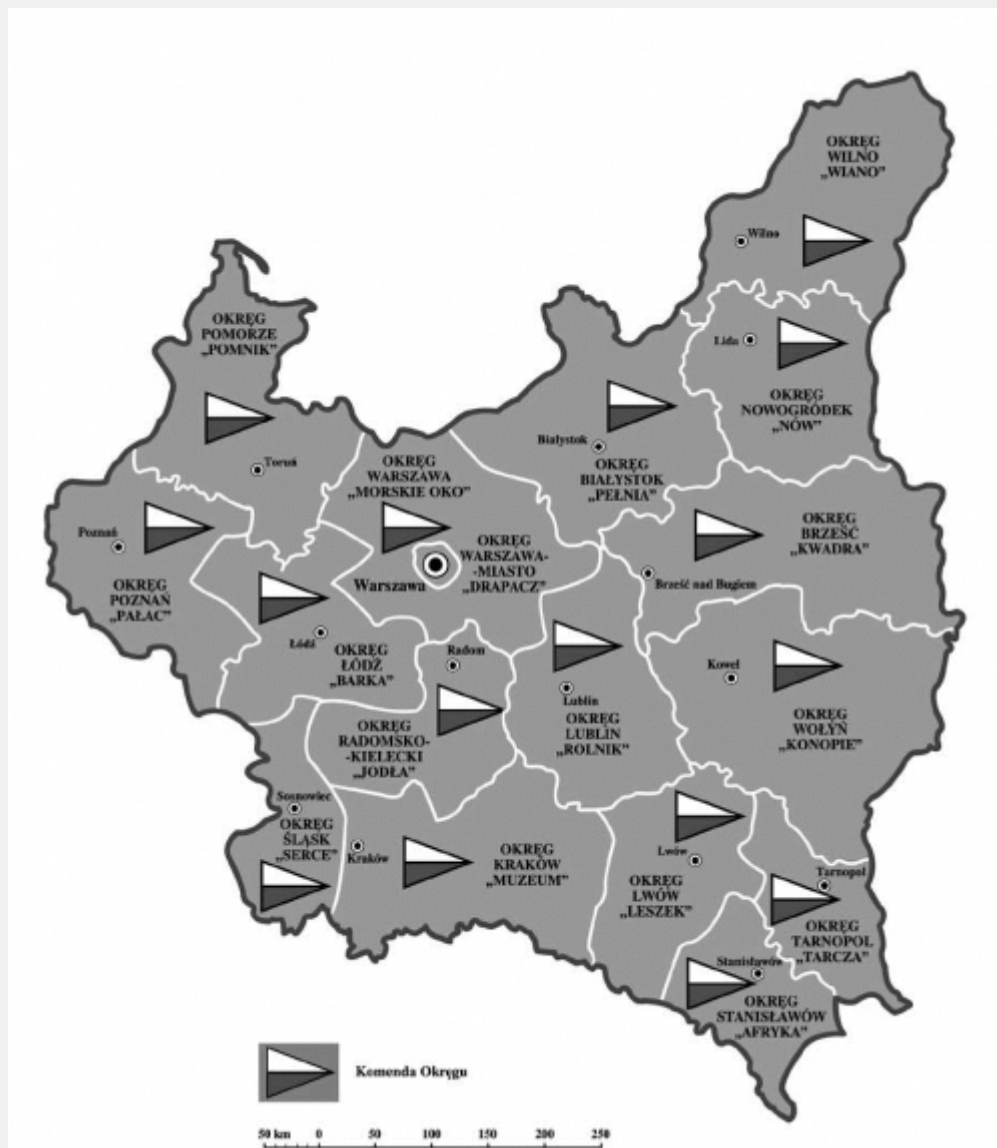 OKRĘG
WILNO
„WIANO”
Wilno
OKRĘG
POMORZE
„POMNIK”
Lida
OKRĘG
NOWOGRÓDEK
„NÓW”
Toruń
OKRĘG
WARSZAWA
„MORSKIE OKO”
Białystok
OKRĘG
BIAŁYSTOK
„PEŁNIA”
Poznań
OKRĘG
POZNAŃ
„PAŁAC”
OKRĘG
WARSZAWA-
-MIASTO
„DRAPACZ”
Warszawa
OKRĘG
BRZEŚĆ
„KWADRA”
Brześć nad Bugiem
Łódź
OKRĘG
ŁÓDŹ
„BARKA”
Radom
OKRĘG
RADOMSKO-
-KIELECKI
„JODŁA”
Lublin
OKRĘG
LUBLIN
„ROLNIK”
Kowel
OKRĘG
WOŁYŃ
„KONOPIE”
Sosnowiec
OKRĘG
ŚLĄSK
„SERCE”
Kraków
OKRĘG
KRAKÓW
„MUZEUM”
Lwów
OKRĘG
LWÓW
„LESZEK”
Tarnopol
OKRĘG
TARNOPOL
„TARCZA”
Stanisławów
OKRĘG
STANISŁAWÓW
„AFRYKA”
Komenda Okręgu
50 km 0 50 100 150 200 250